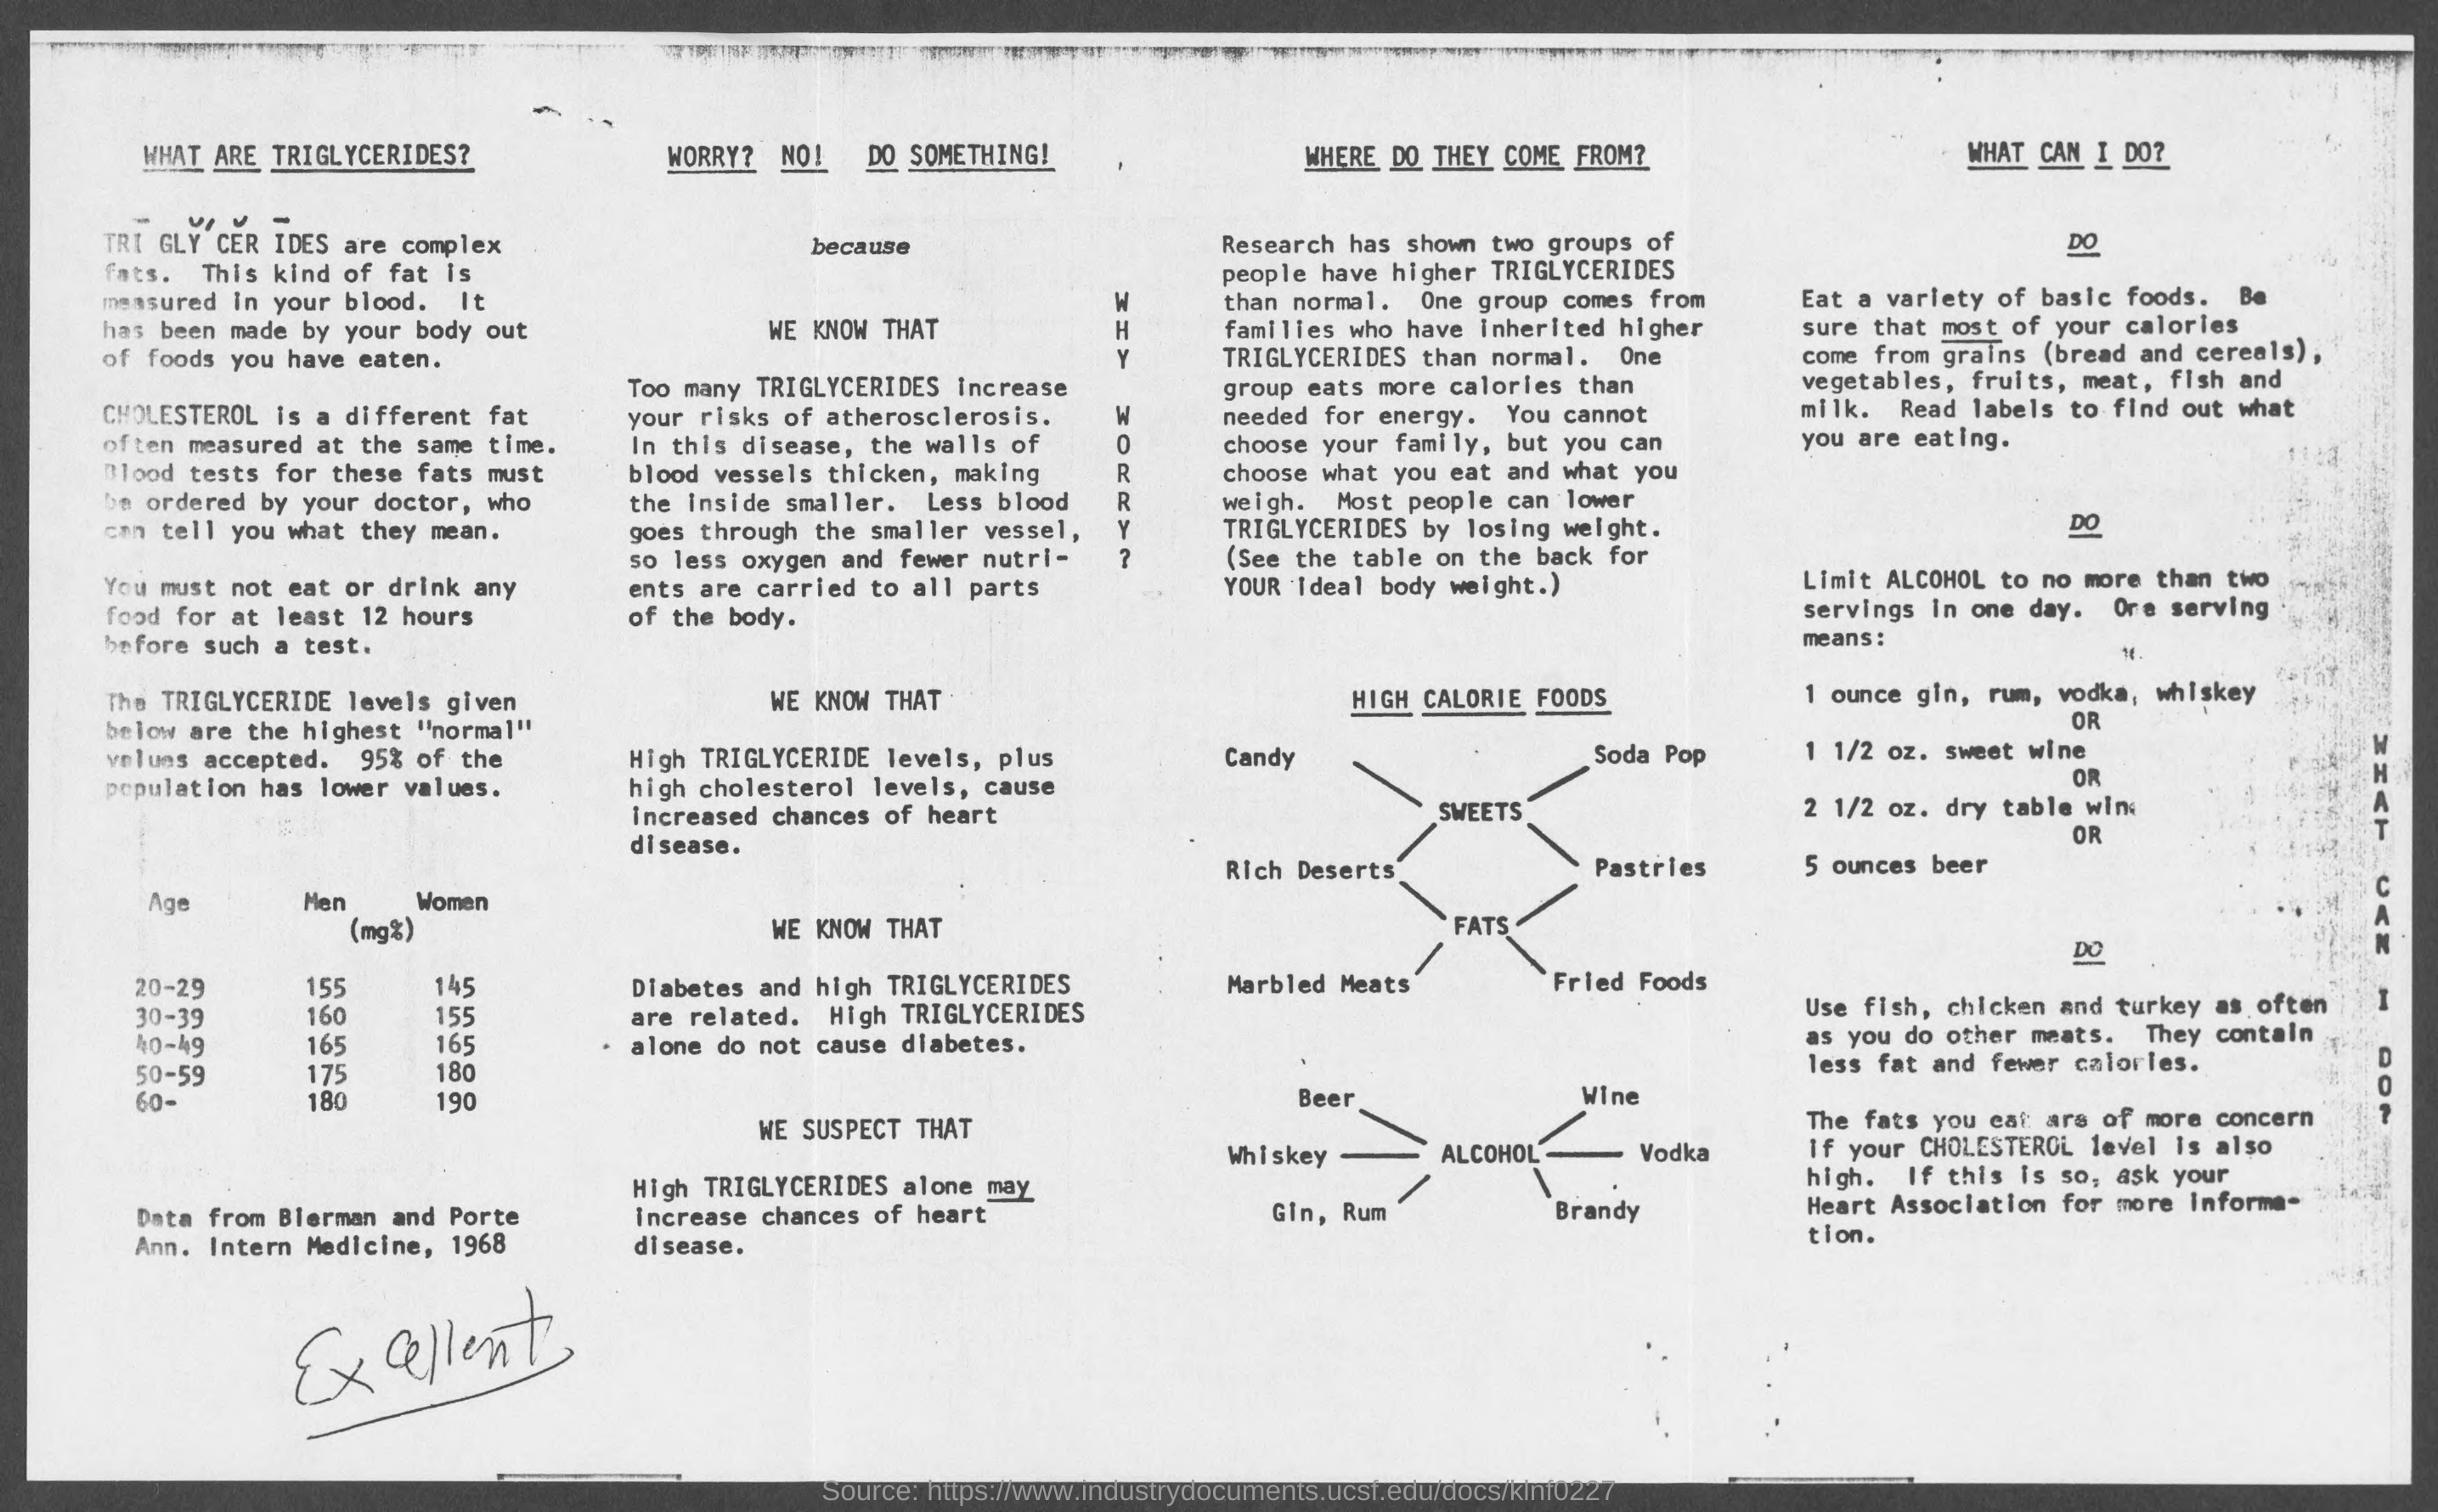 WHAT ARE TRIGLYCERIDES?
TRI GLY CER IDES are complex
fats. This kind of fat is
measured in your blood. It
has been made by your body out
of foods you have eaten.
CHOLESTEROL is a different fat
often measured at the same time.
Blood tests for these fats must
be ordered by your doctor, who
can tell you what they mean.
You must not eat or drink any
food for at least 12 hours
before such a test.
The TRIGLYCERIDE levels given
below are the highest "normal"
values accepted. 95% of the
population has lower values.
Age Men Women
(mg%)
20-29 155 145
30-39 160 155
40-49 165 165
50-59 175 180
60- 180 190
Data from Bierman and Porte
Ann. Intern Medicine, 1968
Excellent
WORRY? NO! DO SOMETHING!
because
WE KNOW THAT
Too many TRIGLYCERIDES increase
your risks of atherosclerosis.
In this disease, the walls of
blood vessels thicken, making
the inside smaller. Less blood
goes through the smaller vessel,
so less oxygen and fewer nutri-
ents are carried to all parts
of the body.
WE KNOW THAT
High TRIGLYCERIDE levels, plus
high cholesterol levels, cause
increased chances of heart
disease.
WE KNOW THAT
Diabetes and high TRIGLYCERIDES
are related. High TRIGLYCERIDES
alone do not cause diabetes.
WE SUSPECT THAT
High TRIGLYCERIDES alone may
increase chances of heart
disease.
WHY WORRY?
WHERE DO THEY COME FROM?
Research has shown two groups of
people have higher TRIGLYCERIDES
than normal. One group comes from
families who have inherited higher
TRIGLYCERIDES than normal. One
group eats more calories than
needed for energy. You cannot
choose your family, but you can
choose what you eat and what you
weigh. Most people can lower
TRIGLYCERIDES by losing weight.
(See the table on the back for
YOUR ideal body weight.)
HIGH CALORIE FOODS
Candy Soda Pop
SWEETS
Rich Deserts Pastries
FATS
Marbled Meats Fried Foods
Beer Wine
Whiskey ALCOHOL Vodka
Gin, Rum Brandy
WHAT CAN I DO?
DO
Eat a variety of basic foods. Be
sure that most of your calories
come from grains (bread and cereals),
vegetables, fruits, meat, fish and
milk. Read labels to find out what
you are eating.
DO
Limit ALCOHOL to no more than two
servings in one day. One serving
means:
1 ounce gin, rum, vodka, whiskey
OR
1 1/2 oz. sweet wine
OR
2 1/2 oz. dry table wine
OR
5 ounces beer
DO
Use fish, chicken and turkey as often
as you do other meats. They contain
less fat and fewer calories.
The fats you eat are of more concern
if your CHOLESTEROL level is also
high. If this is so, ask your
Heart Association for more informa-
tion.
WHAT CAN I DO?
Source: https://www.industrydocuments.ucsf.edu/docs/klnf0227